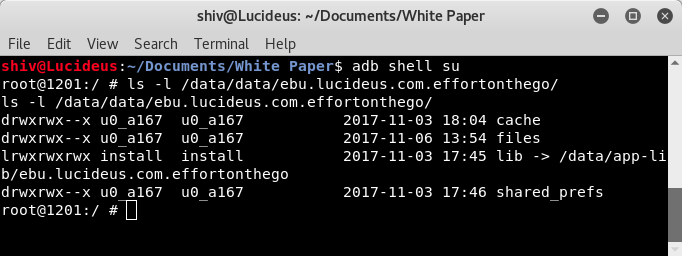 shiv@Lucideus: ~/Documents/White Paper
File Edit View Search Terminal Help
shiv@Lucideus:~/Documents/White Paper$ adb shell su
root@1201:/ # ls -l /data/data/ebu.lucideus.com.effortonthego/
ls -l /data/data/ebu.lucideus.com.effortonthego/
drwxrwx--x u0_a167  u0_a167           2017-11-03 18:04 cache
drwxrwx--x u0_a167  u0_a167           2017-11-06 13:54 files
lrwxrwxrwx install  install           2017-11-03 17:45 lib -> /data/app-li
b/ebu.lucideus.com.effortonthego
drwxrwx--x u0_a167  u0_a167           2017-11-03 17:46 shared_prefs
root@1201:/ #